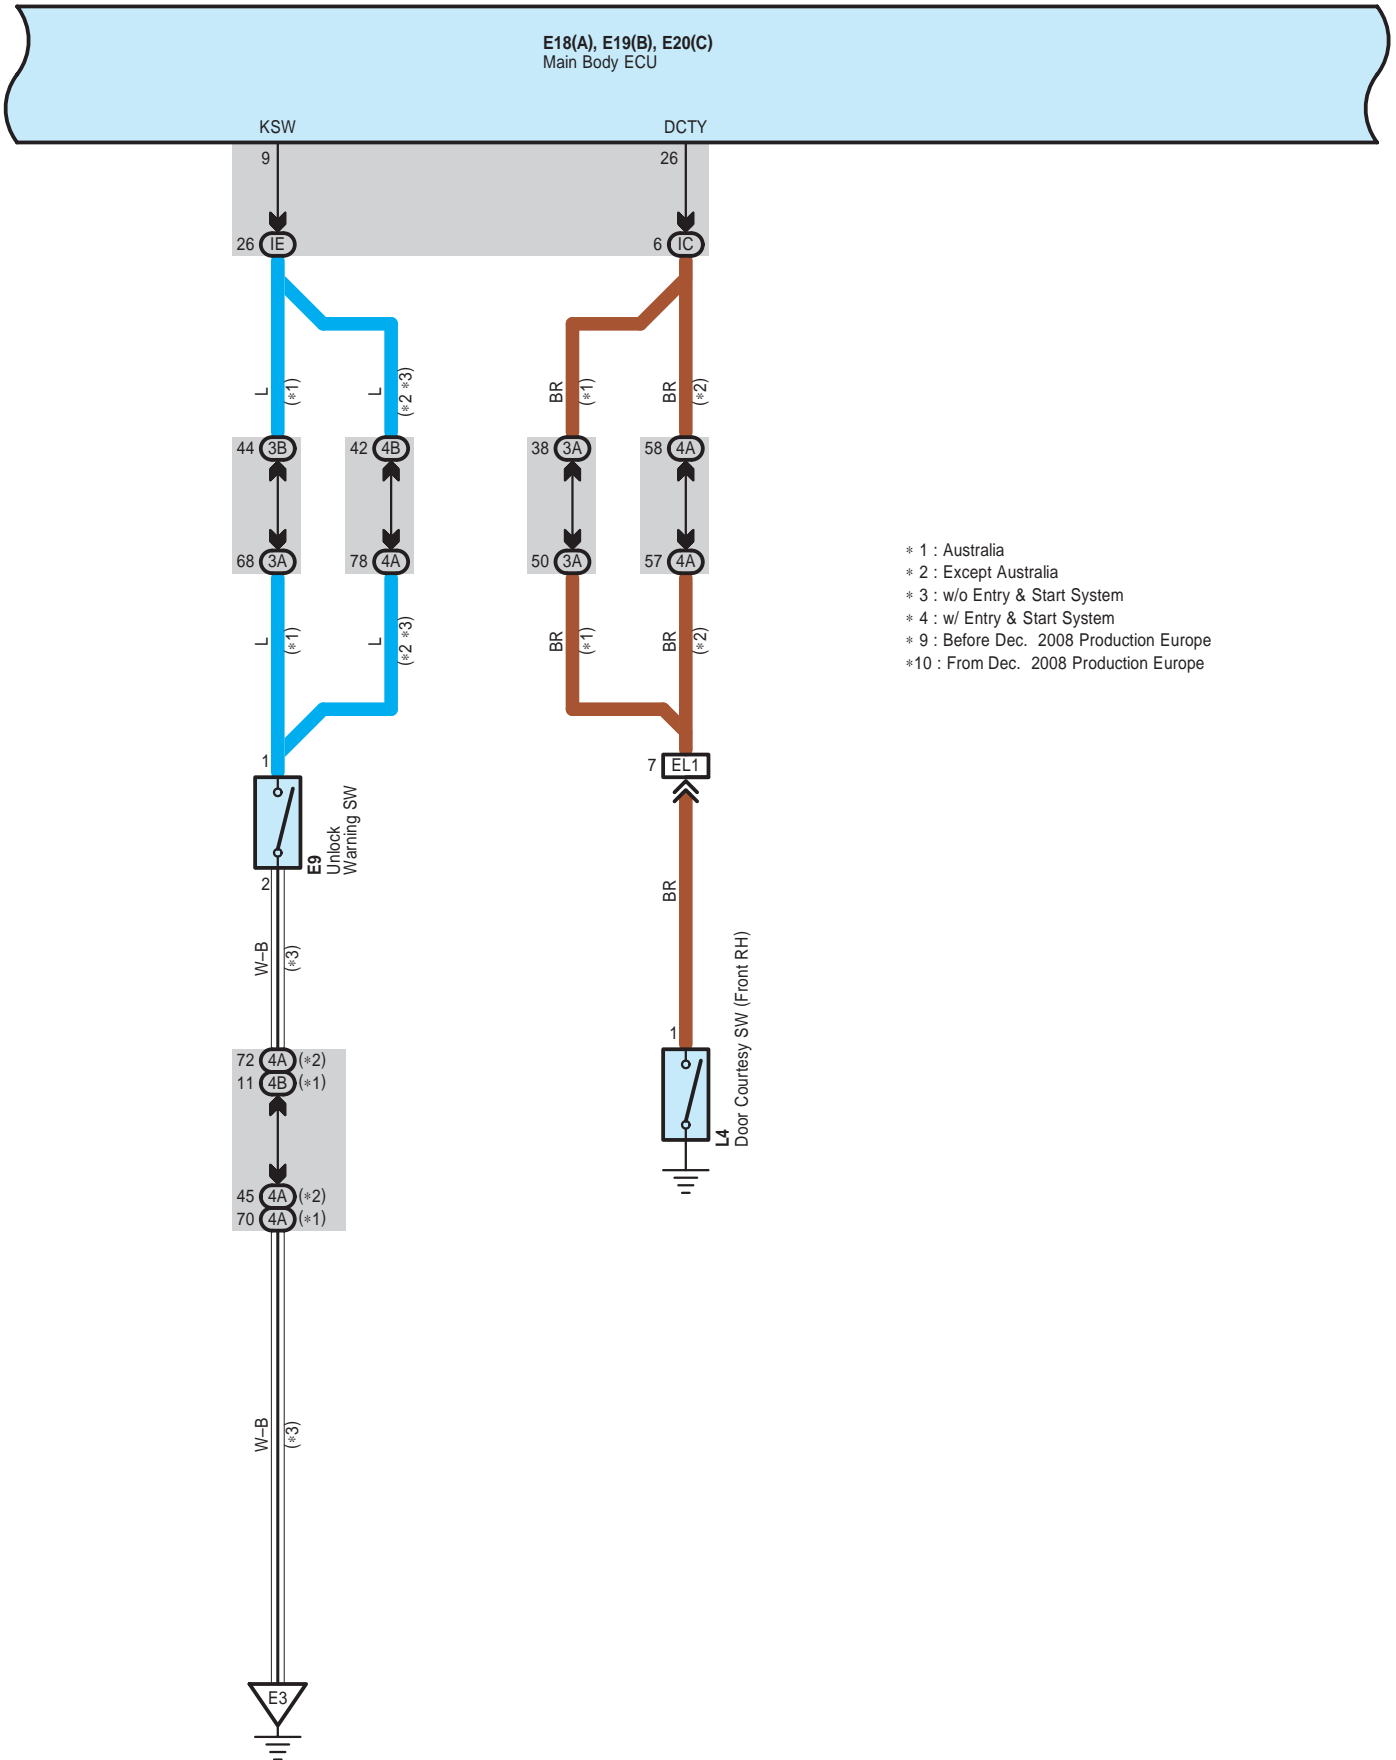 E18(A), E19(B), E20(C)
Main Body ECU
KSW
DCTY
9
26
26 IE
6 IC
L
(*1)
L
(*2 *3)
BR
(*1)
BR
(*2)
44 3B
42 4B
38 3A
58 4A
68 3A
78 4A
50 3A
57 4A
* 1 : Australia
* 2 : Except Australia
* 3 : w/o Entry & Start System
* 4 : w/ Entry & Start System
* 9 : Before Dec. 2008 Production Europe
*10 : From Dec. 2008 Production Europe
L
(*1)
L
(*2 *3)
BR
(*1)
BR
(*2)
1
7 EL1
E9
Unlock
Warning SW
2
BR
W–B
(*3)
1
L4
Door Courtesy SW (Front RH)
72 4A (*2)
11 4B (*1)
45 4A (*2)
70 4A (*1)
W–B
(*3)
E3